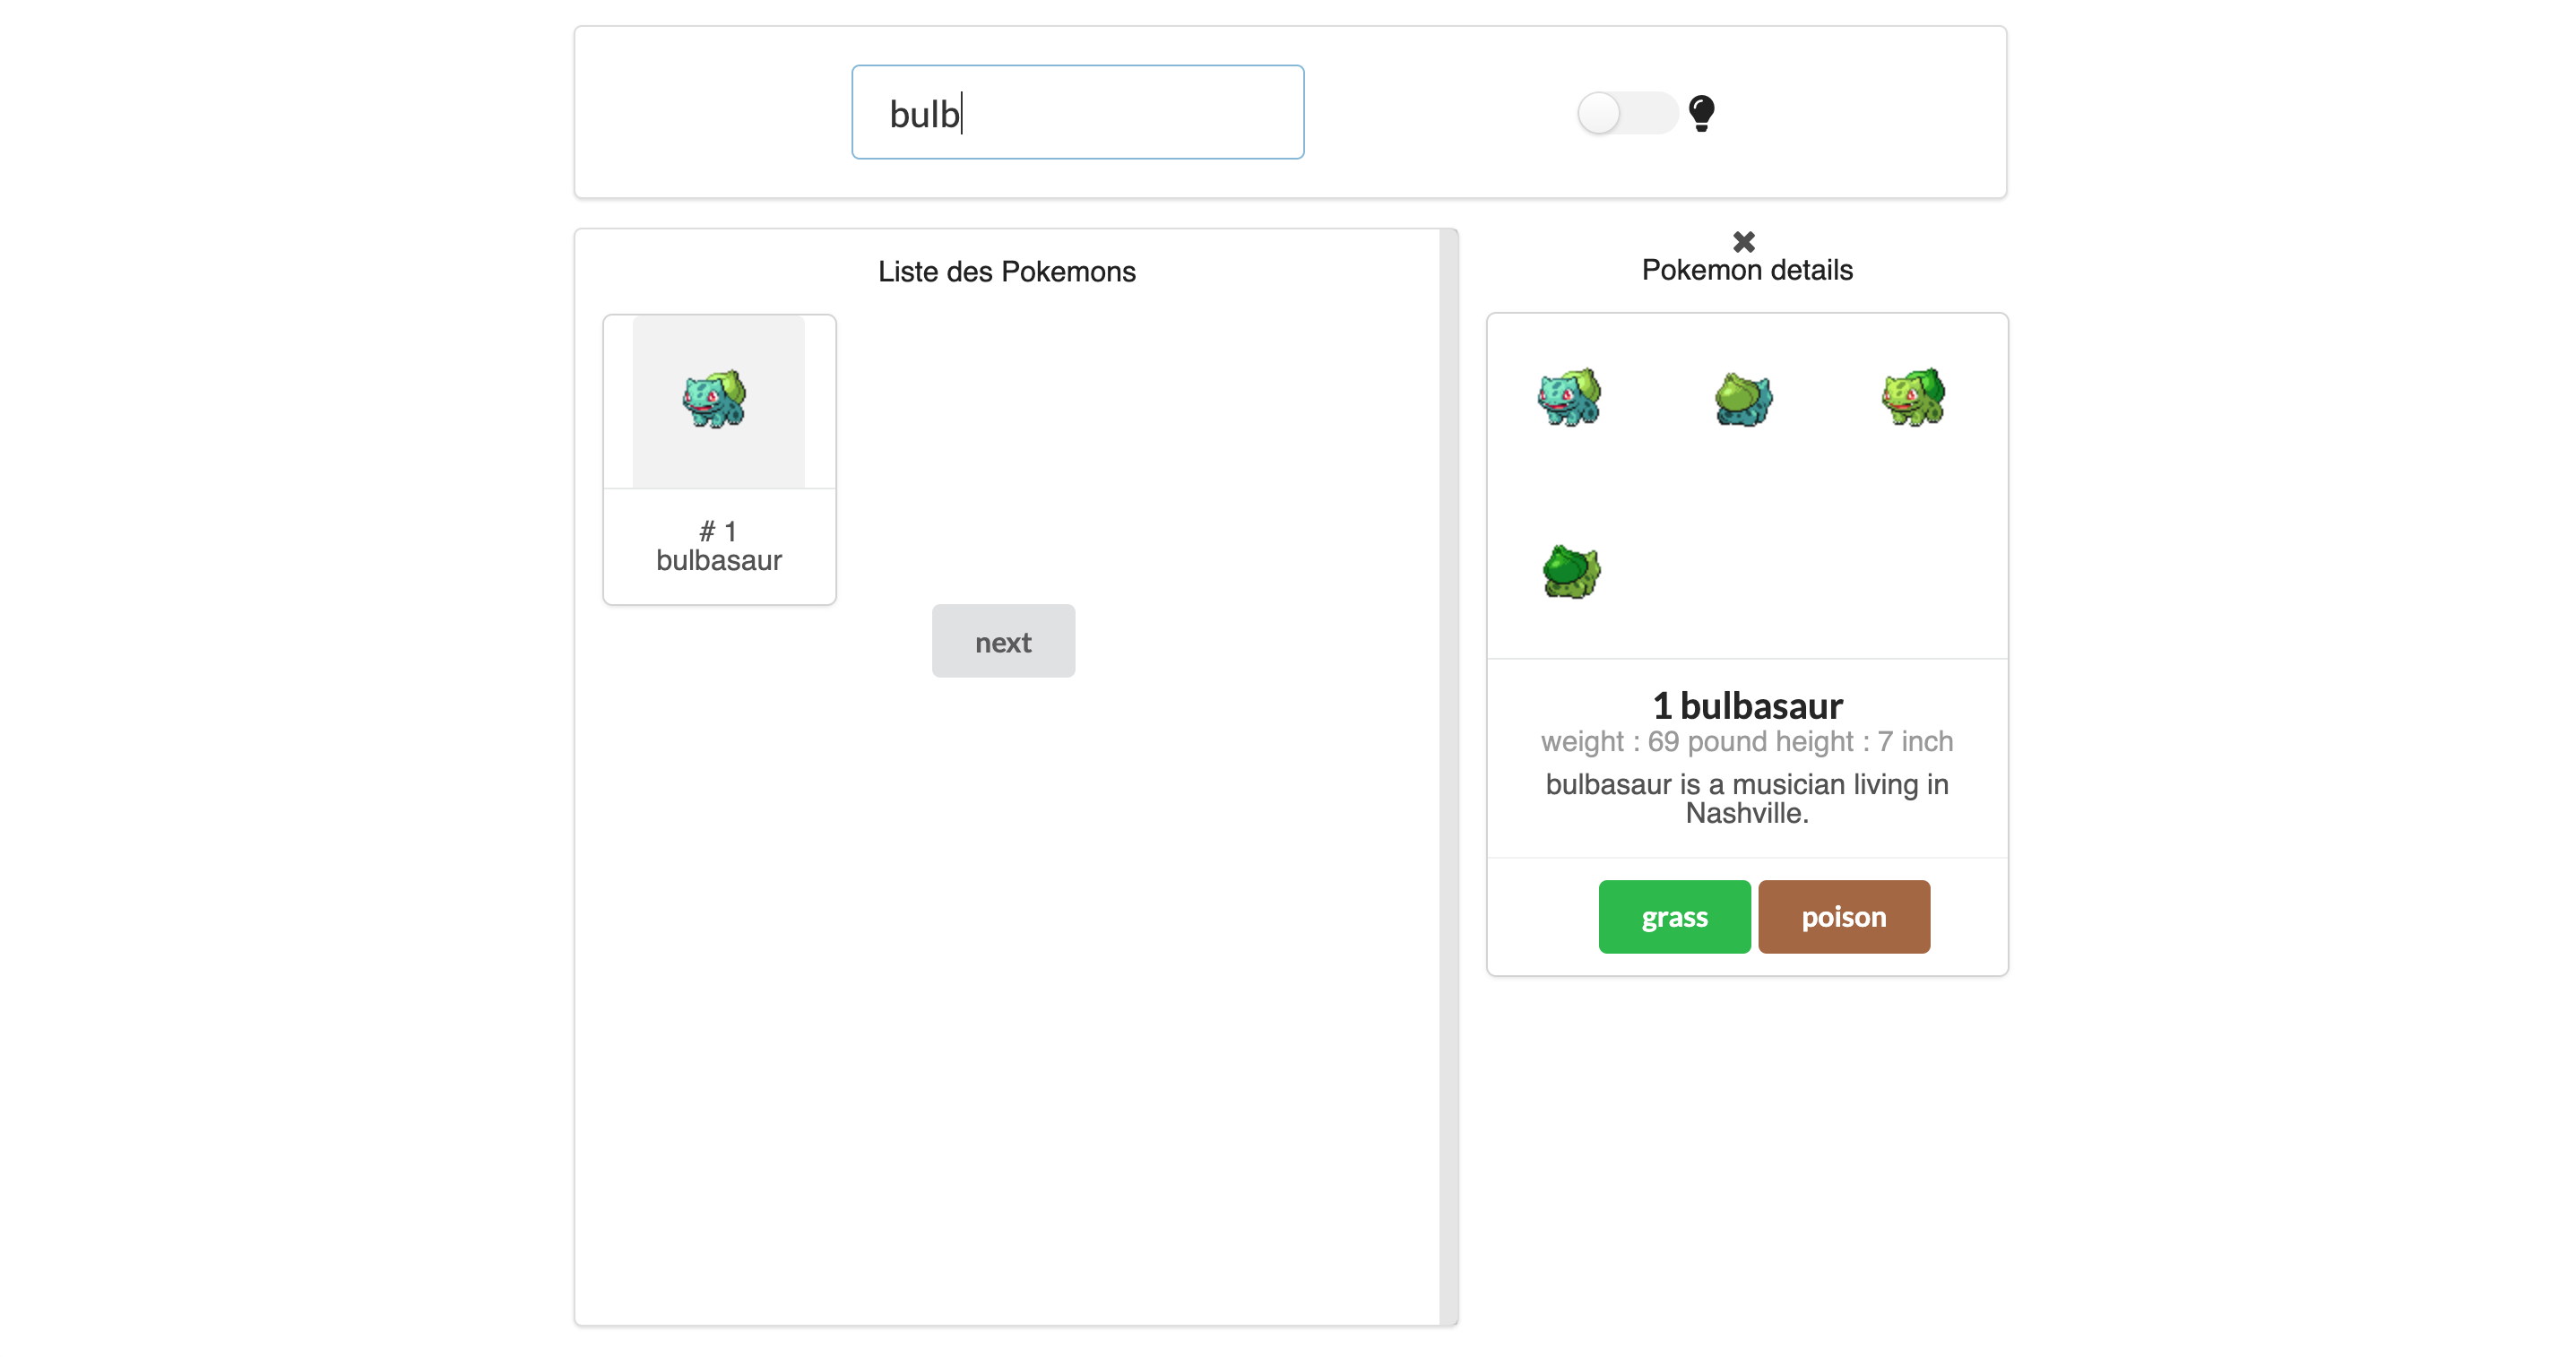 bulb
Liste des Pokemons
# 1
bulbasaur
next
Pokemon details
1 bulbasaur
weight : 69 pound height : 7 inch
bulbasaur is a musician living in
Nashville.
grass
poison